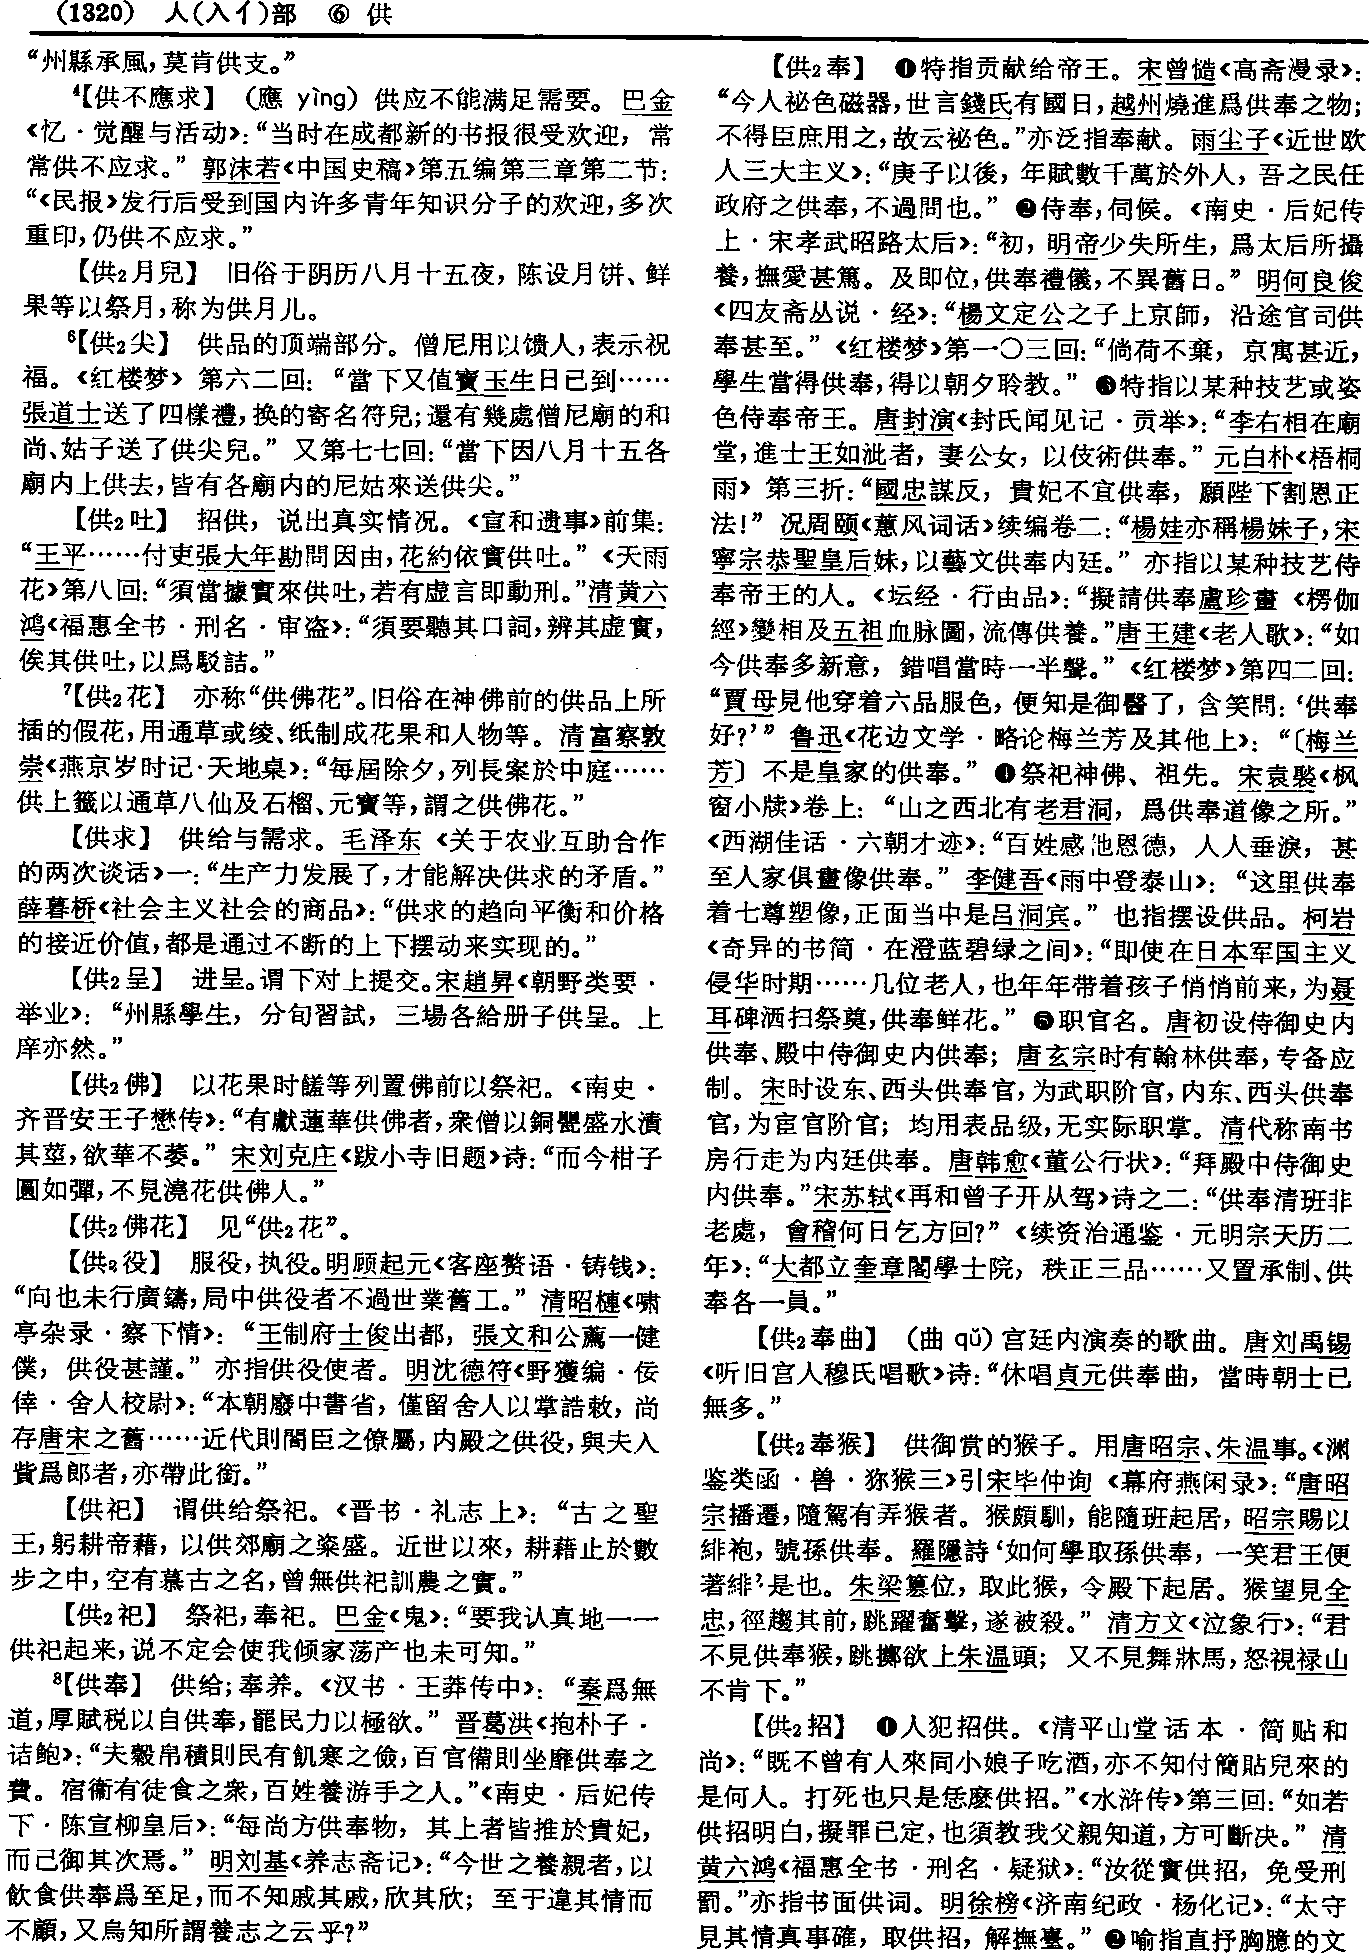 (1320) 人(入亻)部 ⑥ 供
“州縣承風,莫肯供支。”
⁴【供不應求】 (應 yìng) 供应不能满足需要。 巴金
《忆·觉醒与活动》:“当时在成都新的书报很受欢迎, 常
常供不应求。” 郭沫若《中国史稿》第五编第三章第二节:
“《民报》发行后受到国内许多青年知识分子的欢迎,多次
重印,仍供不应求。”
【供₂月兒】 旧俗于阴历八月十五夜, 陈设月饼、鲜
果等以祭月,称为供月儿。
⁶【供₂尖】 供品的顶端部分。僧尼用以馈人,表示祝
福。《红楼梦》 第六二回: “當下又值寶玉生日已到……
張道士送了四樣禮,换的寄名符兒;還有幾處僧尼廟的和
尚、姑子送了供尖兒。” 又第七七回:“當下因八月十五各
廟内上供去,皆有各廟内的尼姑來送供尖。”
【供₂吐】 招供, 说出真实情况。《宣和遗事》前集:
“王平……付吏張大年勘問因由,花約依實供吐。” 《天雨
花》第八回:“須當據實來供吐,若有虚言即動刑。”清黄六
鸿《福惠全书·刑名·审盗》:“須要聽其口詞,辨其虚實,
俟其供吐,以爲駁詰。”
⁷【供₂花】 亦称“供佛花”。旧俗在神佛前的供品上所
插的假花,用通草或绫、纸制成花果和人物等。 清富察敦
崇《燕京岁时记·天地桌》:“每屆除夕,列長案於中庭……
供上籤以通草八仙及石榴、元寶等,謂之供佛花。”
【供求】 供给与需求。 毛泽东 《关于农业互助合作
的两次谈话》一:“生产力发展了,才能解决供求的矛盾。”
薛暮桥《社会主义社会的商品》:“供求的趋向平衡和价格
的接近价值,都是通过不断的上下摆动来实现的。”
【供₂呈】 进呈。谓下对上提交。宋趙昇《朝野类要·
举业》: “州縣學生, 分旬習試, 三場各給册子供呈。上
庠亦然。”
【供₂佛】 以花果时馐等列置佛前以祭祀。《南史·
齐晋安王子懋传》:“有獻蓮華供佛者,衆僧以銅甖盛水漬
其莖,欲華不萎。” 宋刘克庄《跋小寺旧题》诗:“而今柑子
圓如彈,不見澆花供佛人。”
【供₂佛花】 见“供₂花”。
【供₂役】 服役,执役。明顾起元《客座赘语·铸钱》:
“向也未行廣鑄,局中供役者不過世業舊工。” 清昭槤《啸
亭杂录·察下情》: “王制府士俊出都, 張文和公薦一健
僕, 供役甚謹。” 亦指供役使者。 明沈德符《野獲编·佞
倖·舍人校尉》:“本朝廢中書省, 僅留舍人以掌誥敕, 尚
存唐宋之舊……近代則閣臣之僚屬,内殿之供役,與夫入
貲爲郎者,亦帶此銜。”
【供祀】 谓供给祭祀。《晋书·礼志上》: “古之聖
王,躬耕帝藉, 以供郊廟之粢盛。近世以來, 耕藉止於數
步之中,空有慕古之名,曾無供祀訓農之實。”
【供₂祀】 祭祀,奉祀。 巴金《鬼》:“要我认真地一一
供祀起来,说不定会使我倾家荡产也未可知。”
⁸【供奉】 供给;奉养。《汉书·王莽传中》: “秦爲無
道,厚賦税以自供奉,罷民力以極欲。” 晋葛洪《抱朴子·
诘鲍》:“夫穀帛積則民有飢寒之儉,百官備則坐靡供奉之
費。宿衞有徒食之衆,百姓養游手之人。”《南史·后妃传
下·陈宣柳皇后》:“每尚方供奉物, 其上者皆推於貴妃,
而己御其次焉。” 明刘基《养志斋记》:“今世之養親者,以
飲食供奉爲至足,而不知戚其戚,欣其欣; 至于違其情而
不顧,又烏知所謂養志之云乎?”
【供₂奉】 ❶特指贡献给帝王。 宋曾慥《高斋漫录》:
“今人祕色磁器,世言錢氏有國日,越州燒進爲供奉之物;
不得臣庶用之,故云祕色。”亦泛指奉献。 雨尘子《近世欧
人三大主义》:“庚子以後, 年賦數千萬於外人, 吾之民任
政府之供奉,不過問也。” ❷侍奉,伺候。《南史·后妃传
上·宋孝武昭路太后》:“初, 明帝少失所生, 爲太后所攝
養,撫愛甚篤。及即位,供奉禮儀,不異舊日。” 明何良俊
《四友斋丛说·经》:“楊文定公之子上京師, 沿途官司供
奉甚至。” 《红楼梦》第一〇三回:“倘荷不棄, 京寓甚近,
學生當得供奉,得以朝夕聆教。” ❸特指以某种技艺或姿
色侍奉帝王。 唐封演《封氏闻见记·贡举》:“李右相在廟
堂,進士王如泚者, 妻公女, 以伎術供奉。” 元白朴《梧桐
雨》 第三折:“國忠謀反, 貴妃不宜供奉, 願陛下割恩正
法!” 况周颐《蕙风词话》续编卷二:“楊娃亦稱楊妹子,宋
寧宗恭聖皇后妹,以藝文供奉内廷。” 亦指以某种技艺侍
奉帝王的人。《坛经·行由品》:“擬請供奉盧珍畫 《楞伽
經》變相及五祖血脉圖,流傳供養。”唐王建《老人歌》:“如
今供奉多新意, 錯唱當時一半聲。” 《红楼梦》第四二回:
“賈母見他穿着六品服色, 便知是御醫了, 含笑問: ‘供奉
好?’” 鲁迅《花边文学·略论梅兰芳及其他上》: “〔梅兰
芳〕 不是皇家的供奉。” ❹祭祀神佛、祖先。 宋袁褧《枫
窗小牍》卷上: “山之西北有老君洞, 爲供奉道像之所。”
《西湖佳话·六朝才迹》:“百姓感他恩德, 人人垂淚, 甚
至人家俱畫像供奉。” 李健吾《雨中登泰山》: “这里供奉
着七尊塑像,正面当中是吕洞宾。” 也指摆设供品。 柯岩
《奇异的书简·在澄蓝碧绿之间》:“即使在日本军国主义
侵华时期……几位老人,也年年带着孩子悄悄前来,为聂
耳碑洒扫祭奠,供奉鲜花。” ❺职官名。 唐初设侍御史内
供奉、殿中侍御史内供奉; 唐玄宗时有翰林供奉,专备应
制。 宋时设东、西头供奉官,为武职阶官,内东、西头供奉
官,为宦官阶官; 均用表品级,无实际职掌。 清代称南书
房行走为内廷供奉。 唐韩愈《董公行状》:“拜殿中侍御史
内供奉。”宋苏轼《再和曾子开从驾》诗之二:“供奉清班非
老處, 會稽何日乞方回?” 《续资治通鉴·元明宗天历二
年》:“大都立奎章閣學士院, 秩正三品……又置承制、供
奉各一員。”
【供₂奉曲】 (曲 qǔ) 宫廷内演奏的歌曲。 唐刘禹锡
《听旧宫人穆氏唱歌》诗:“休唱貞元供奉曲, 當時朝士已
無多。”
【供₂奉猴】 供御赏的猴子。 用唐昭宗、朱温事。《渊
鉴类函·兽·猕猴三》引宋毕仲询 《幕府燕闲录》:“唐昭
宗播遷,隨駕有弄猴者。 猴頗馴, 能隨班起居, 昭宗賜以
緋袍, 號孫供奉。 羅隱詩‘如何學取孫供奉, 一笑君王便
著緋’是也。 朱梁篡位, 取此猴, 令殿下起居。 猴望見全
忠,徑趨其前,跳躍奮擊,遂被殺。” 清方文《泣象行》:“君
不見供奉猴,跳擲欲上朱温頭; 又不見舞牀馬,怒視禄山
不肯下。”
【供₂招】 ❶人犯招供。《清平山堂话本·简贴和
尚》:“既不曾有人來同小娘子吃酒,亦不知付簡貼兒來的
是何人。打死也只是恁麽供招。”《水浒传》第三回:“如若
供招明白,擬罪已定,也須教我父親知道,方可斷决。” 清
黄六鸿《福惠全书·刑名·疑狱》:“汝從實供招, 免受刑
罰。”亦指书面供词。 明徐榜《济南纪政·杨化记》:“太守
見其情真事確, 取供招, 解撫臺。” ❷喻指直抒胸臆的文